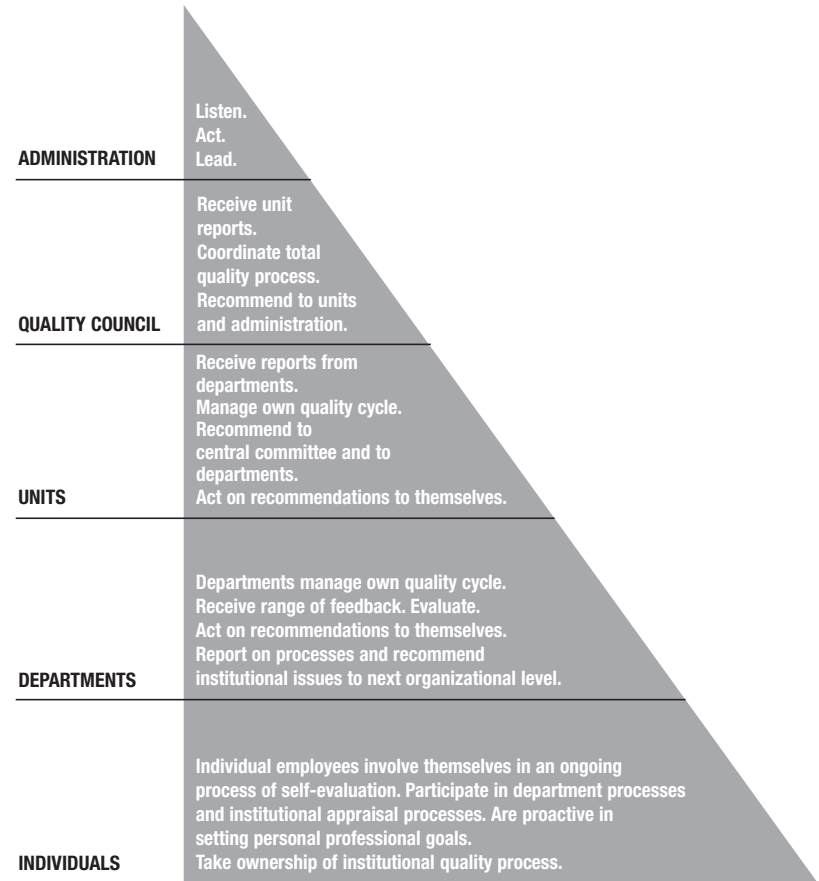 Listen.
Act.
Lead.
ADMINISTRATION
Receive unit
reports.
Coordinate total
quality process.
Recommend to units
and administration.
QUALITY COUNCIL
Receive reports from
departments.
Manage own quality cycle.
Recommend to
central committee and to
departments.
Act on recommendations to themselves.
UNITS
Departments manage own quality cycle.
Receive range of feedback. Evaluate.
Act on recommendations to themselves.
Report on processes and recommend
institutional issues to next organizational level.
DEPARTMENTS
Individual employees involve themselves in an ongoing
process of self-evaluation. Participate in department processes
and institutional appraisal processes. Are proactive in
setting personal professional goals.
Take ownership of institutional quality process.
INDIVIDUALS